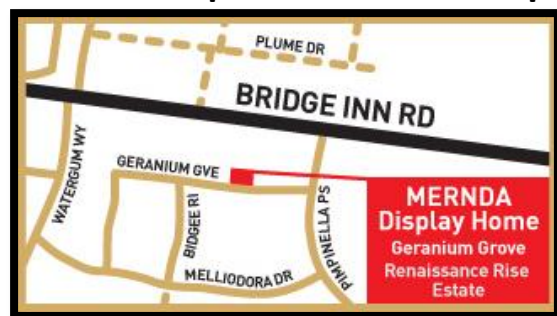 PLUME DR
BRIDGE INN RD
WATERGUM WY
GERANIUM GVE
BIDGEE RI
MELLIODORA DR
PIMPINELLA PS
MERNDA
Display Home
Geranium Grove
Renaissance Rise
Estate